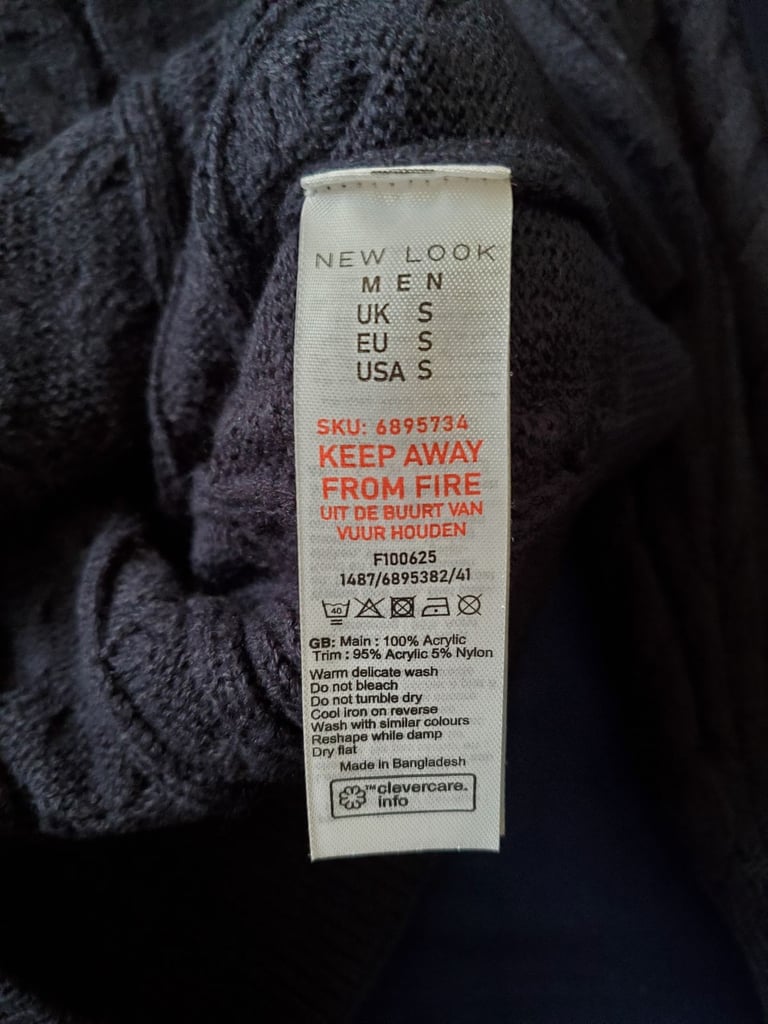 NEW LOOK
MEN
UK S
EU S
USA S
SKU: 6895734
KEEP AWAY
FROM FIRE
UIT DE BUURT VAN
VUUR HOUDEN
F100625
1487/6895382/41
40
GB: Main : 100% Acrylic
Trim : 95% Acrylic 5% Nylon
Warm delicate wash
Do not bleach
Do not tumble dry
Cool iron on reverse
Wash with similar colours
Reshape while damp
Dry flat
Made in Bangladesh
™clevercare.
info